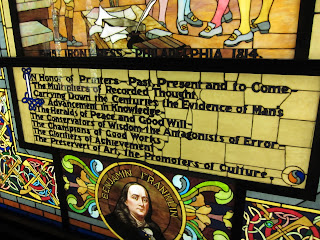 PHILADELPHIA 1814.
In Honor of Printers — Past, Present and to Come —
The Multipliers of Recorded Thought
Carrying Down the Centuries the Evidence of Man's
Advancement in Knowledge —
The Heralds of Peace and Good Will —
The Conservators of Wisdom — the Antagonists of Error —
The Champions of Good Works —
The Glorifiers of Achievement —
The Preservers of Art, the Promoters of Culture.
BENJAMIN FRANKLIN